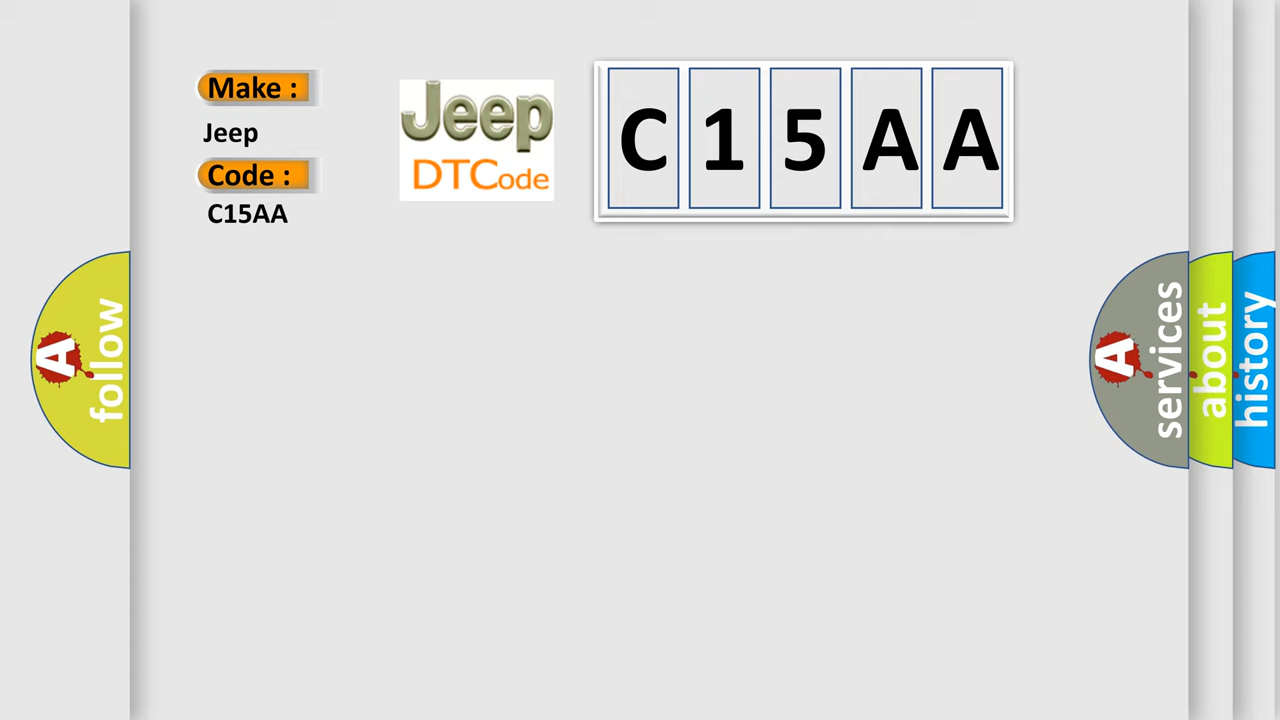 Make :
Jeep
Code :
C15AA
Jeep
DTCode
C 1 5 A A
A follow
A services
about
history